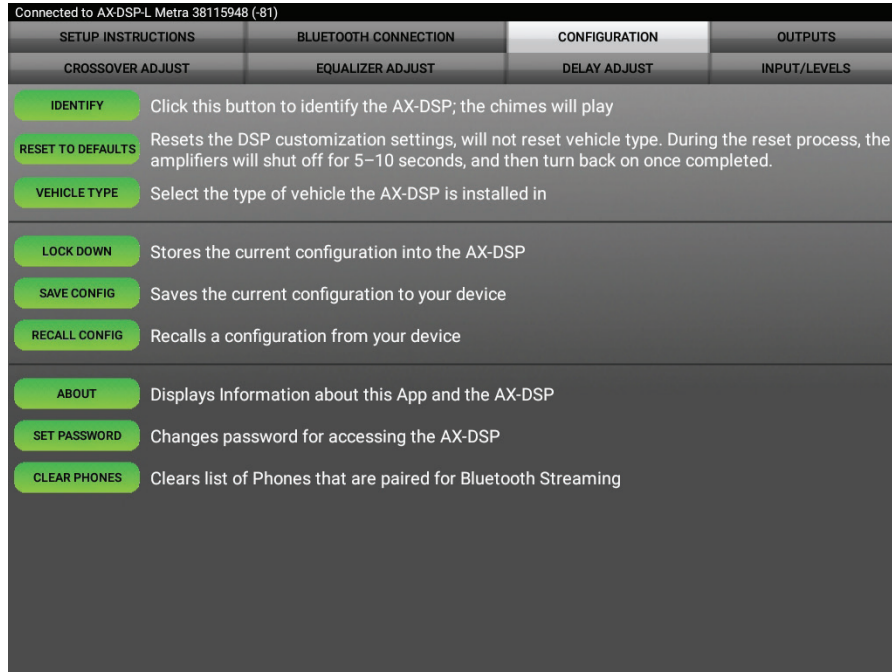 Connected to AX-DSP-L Metra 38115948 (-81)
SETUP INSTRUCTIONS
BLUETOOTH CONNECTION
CONFIGURATION
OUTPUTS
CROSSOVER ADJUST
EQUALIZER ADJUST
DELAY ADJUST
INPUT/LEVELS
IDENTIFY
Click this button to identify the AX-DSP; the chimes will play
RESET TO DEFAULTS
Resets the DSP customization settings, will not reset vehicle type. During the reset process, the
amplifiers will shut off for 5–10 seconds, and then turn back on once completed.
VEHICLE TYPE
Select the type of vehicle the AX-DSP is installed in
LOCK DOWN
Stores the current configuration into the AX-DSP
SAVE CONFIG
Saves the current configuration to your device
RECALL CONFIG
Recalls a configuration from your device
ABOUT
Displays Information about this App and the AX-DSP
SET PASSWORD
Changes password for accessing the AX-DSP
CLEAR PHONES
Clears list of Phones that are paired for Bluetooth Streaming